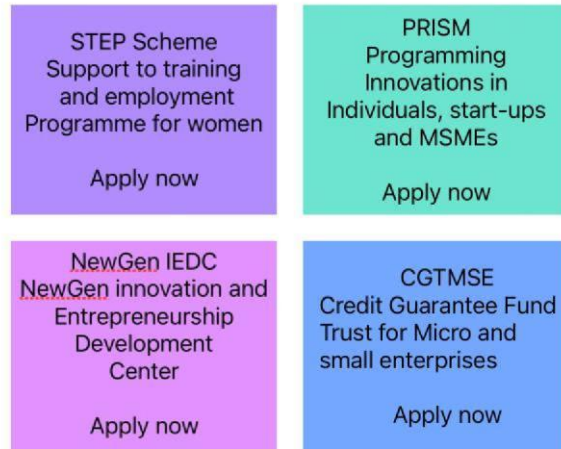 STEP Scheme
Support to training
and employment
Programme for women
Apply now
PRISM
Programming
Innovations in
Individuals, start-ups
and MSMEs
Apply now
NewGen IEDC
NewGen innovation and
Entrepreneurship
Development
Center
Apply now
CGTMSE
Credit Guarantee Fund
Trust for Micro and
small enterprises
Apply now